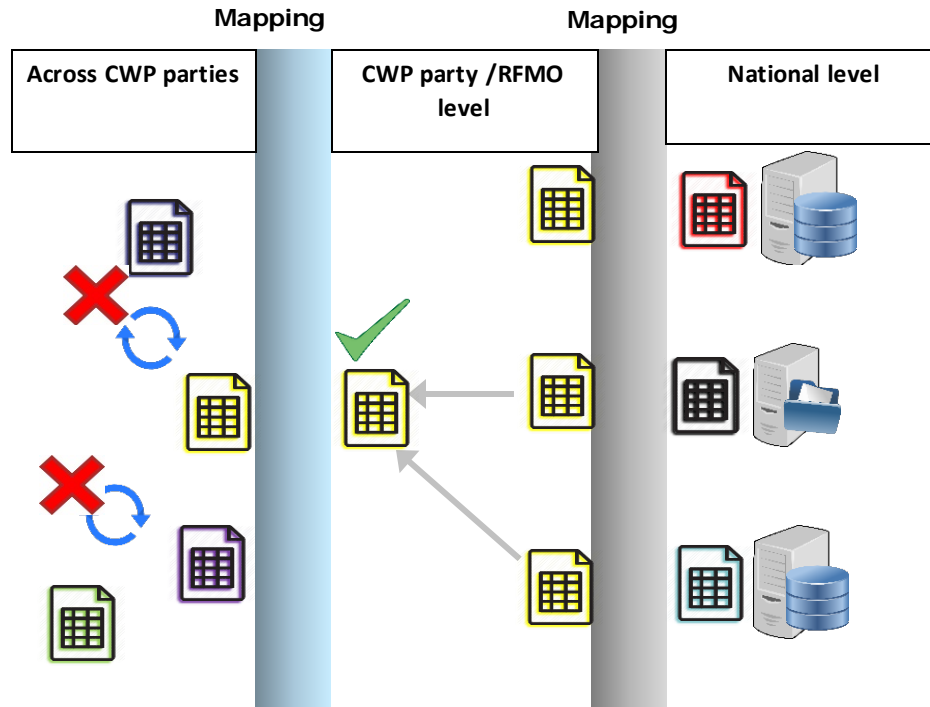 Mapping
Mapping
Across CWP parties
CWP party /RFMO
level
National level